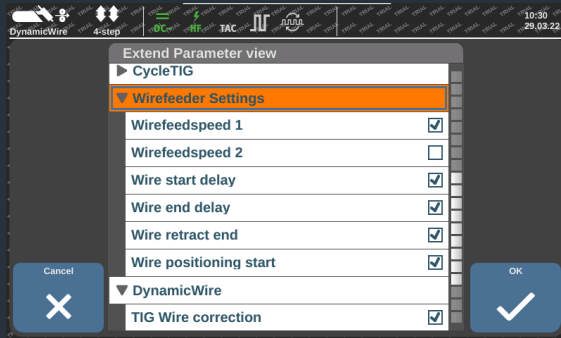 DynamicWire
4-step
DC-
HF
TAC
10:30
29.03.22
TRIAL
Extend Parameter view
CycleTIG
Wirefeeder Settings
Wirefeedspeed 1
Wirefeedspeed 2
Wire start delay
Wire end delay
Wire retract end
Wire positioning start
DynamicWire
TIG Wire correction
Cancel
OK